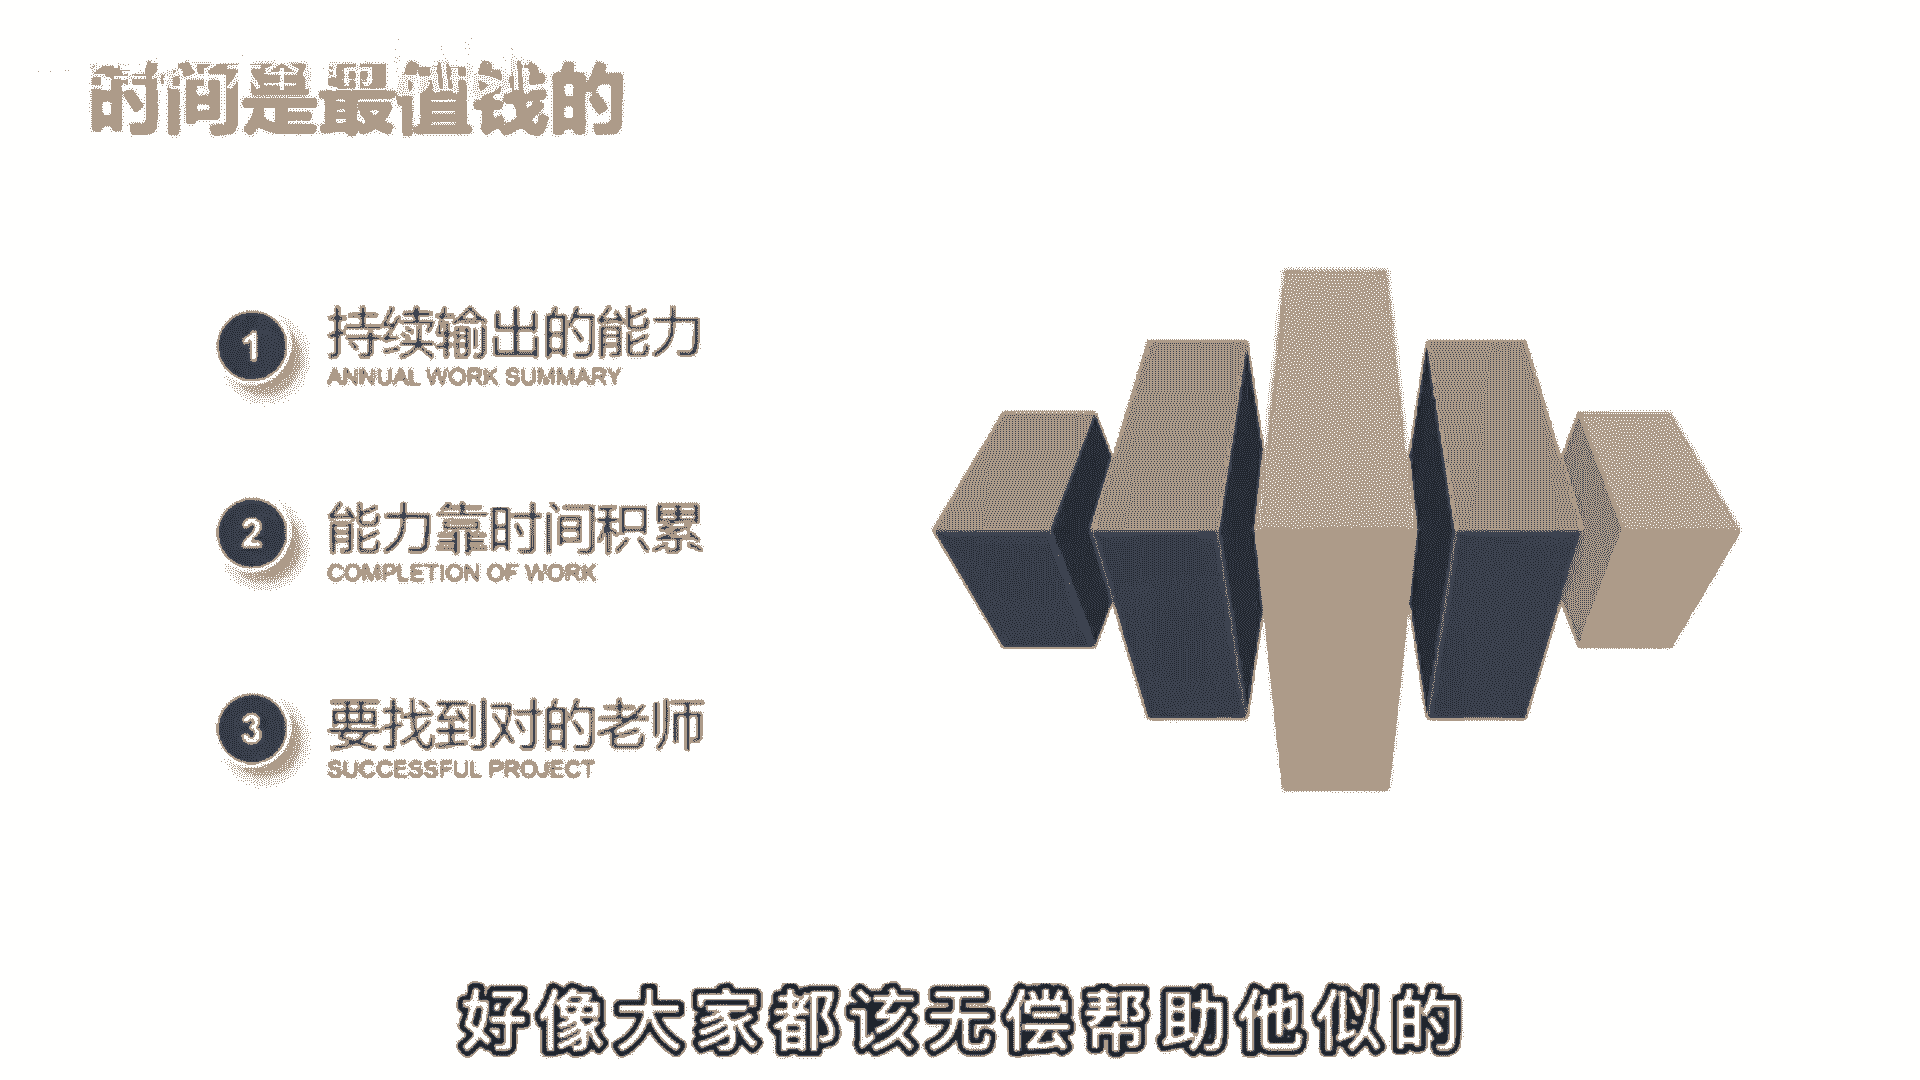 时间是最值钱的
1 持续输出的能力
ANNUAL WORK SUMMARY
2 能力靠时间积累
COMPLETION OF WORK
3 要找到对的老师
SUCCESSFUL PROJECT
好像大家都该无偿帮助他似的